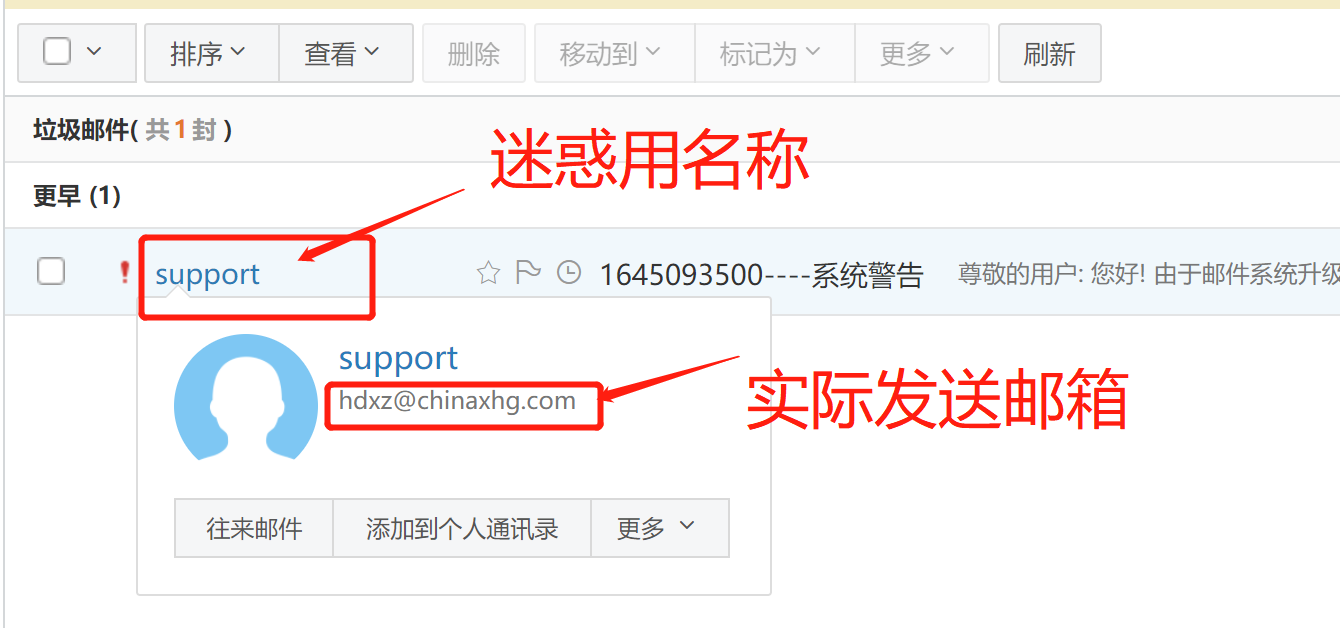 排序 查看 删除 移动到 标记为 更多 刷新
垃圾邮件( 共1封 )
迷惑用名称
更早 (1)
support 1645093500----系统警告 尊敬的用户: 您好! 由于邮件系统升级
support
hdxz@chinaxhg.com
实际发送邮箱
往来邮件 添加到个人通讯录 更多